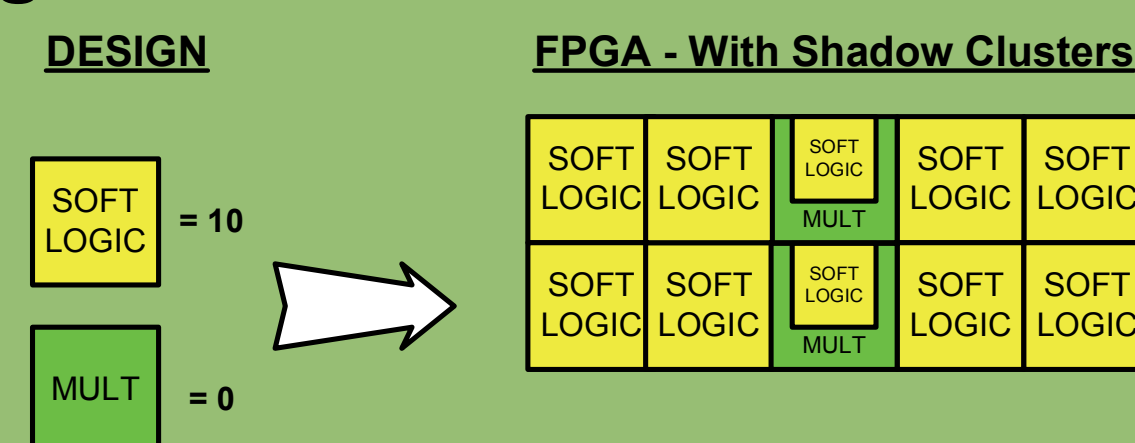 DESIGN
FPGA - With Shadow Clusters
SOFT
LOGIC
= 10
MULT
= 0
SOFT SOFT SOFT SOFT SOFT
LOGIC LOGIC LOGIC LOGIC LOGIC
MULT
SOFT SOFT SOFT SOFT SOFT
LOGIC LOGIC LOGIC LOGIC LOGIC
MULT